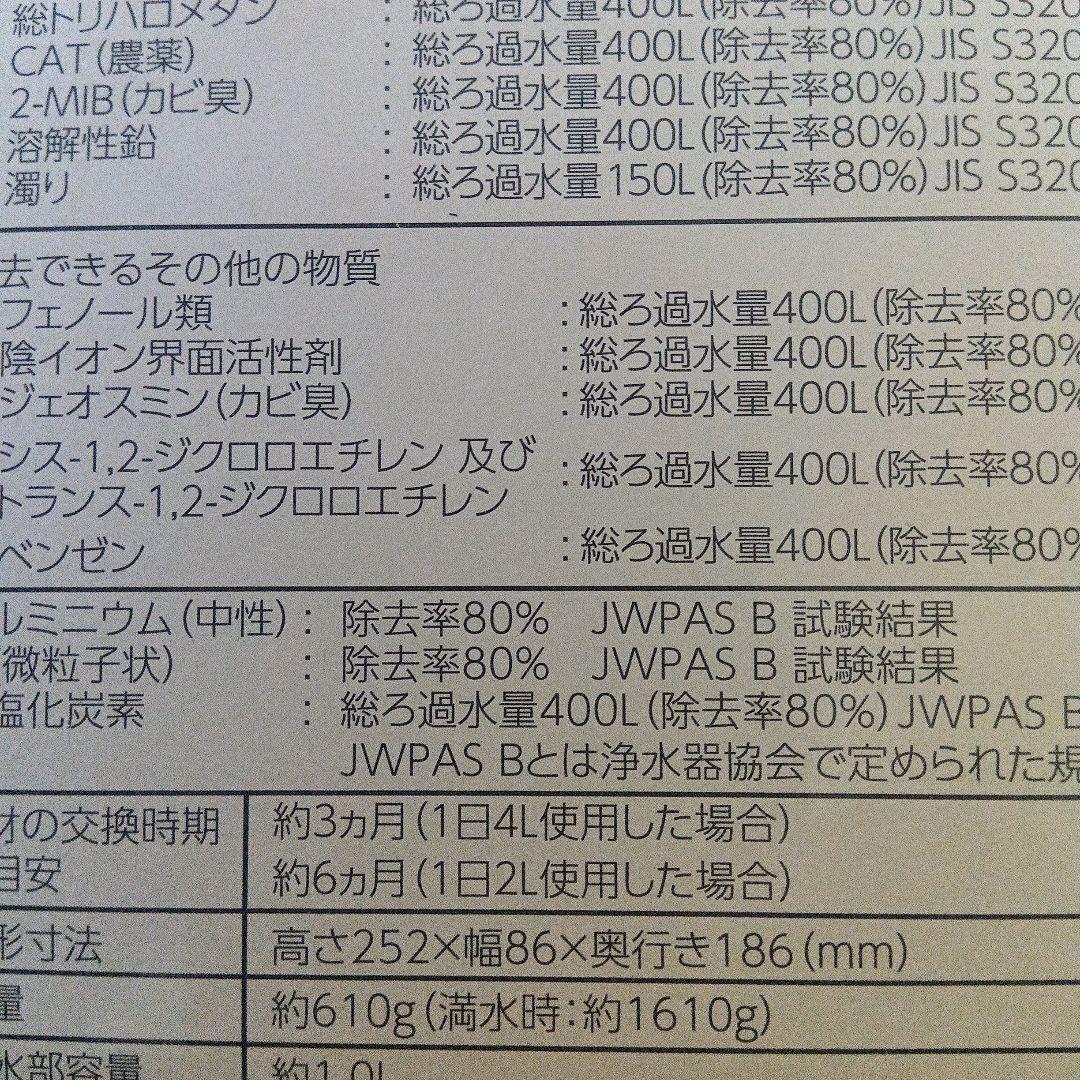 総トリハロメタン : 総ろ過水量400L(除去率80%)JIS S320
CAT(農薬) : 総ろ過水量400L(除去率80%)JIS S320
2-MIB(カビ臭) : 総ろ過水量400L(除去率80%)JIS S320
溶解性鉛 : 総ろ過水量400L(除去率80%)JIS S320
濁り : 総ろ過水量150L(除去率80%)JIS S320
去できるその他の物質
フェノール類 : 総ろ過水量400L(除去率80%
陰イオン界面活性剤 : 総ろ過水量400L(除去率80%
ジェオスミン(カビ臭) : 総ろ過水量400L(除去率80%
シス-1,2-ジクロロエチレン 及び : 総ろ過水量400L(除去率80%
トランス-1,2-ジクロロエチレン
ベンゼン : 総ろ過水量400L(除去率80%
ルミニウム(中性) : 除去率80% JWPAS B 試験結果
(微粒子状) : 除去率80% JWPAS B 試験結果
塩化炭素 : 総ろ過水量400L(除去率80%)JWPAS B
JWPAS Bとは浄水器協会で定められた規
材の交換時期 約3ヵ月(1日4L使用した場合)
目安 約6ヵ月(1日2L使用した場合)
形寸法 高さ252×幅86×奥行き186(mm)
量 約610g(満水時:約1610g)
水部容量 約1.0L